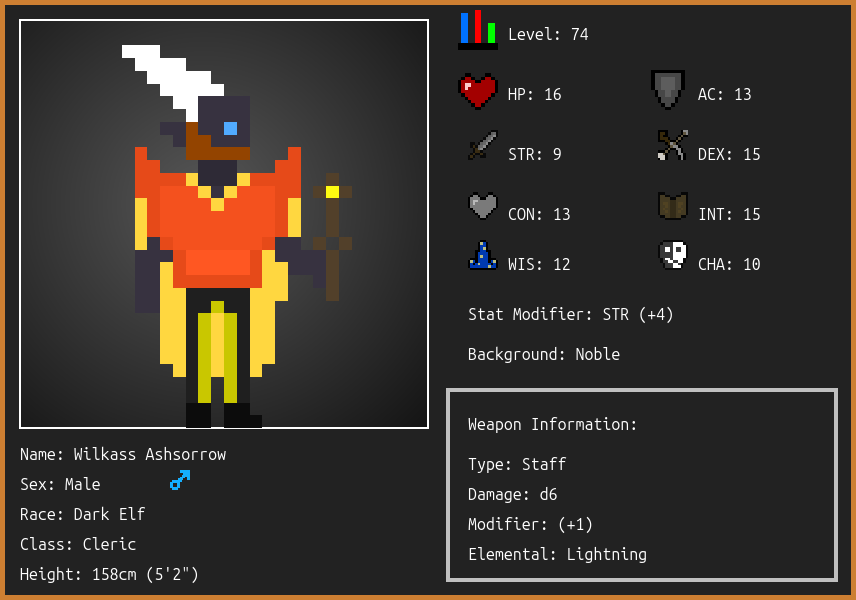 Level: 74
HP: 16
AC: 13
STR: 9
DEX: 15
CON: 13
INT: 15
WIS: 12
CHA: 10
Stat Modifier: STR (+4)
Background: Noble
Weapon Information:
Type: Staff
Damage: d6
Modifier: (+1)
Elemental: Lightning
Name: Wilkass Ashsorrow
Sex: Male
Race: Dark Elf
Class: Cleric
Height: 158cm (5'2")